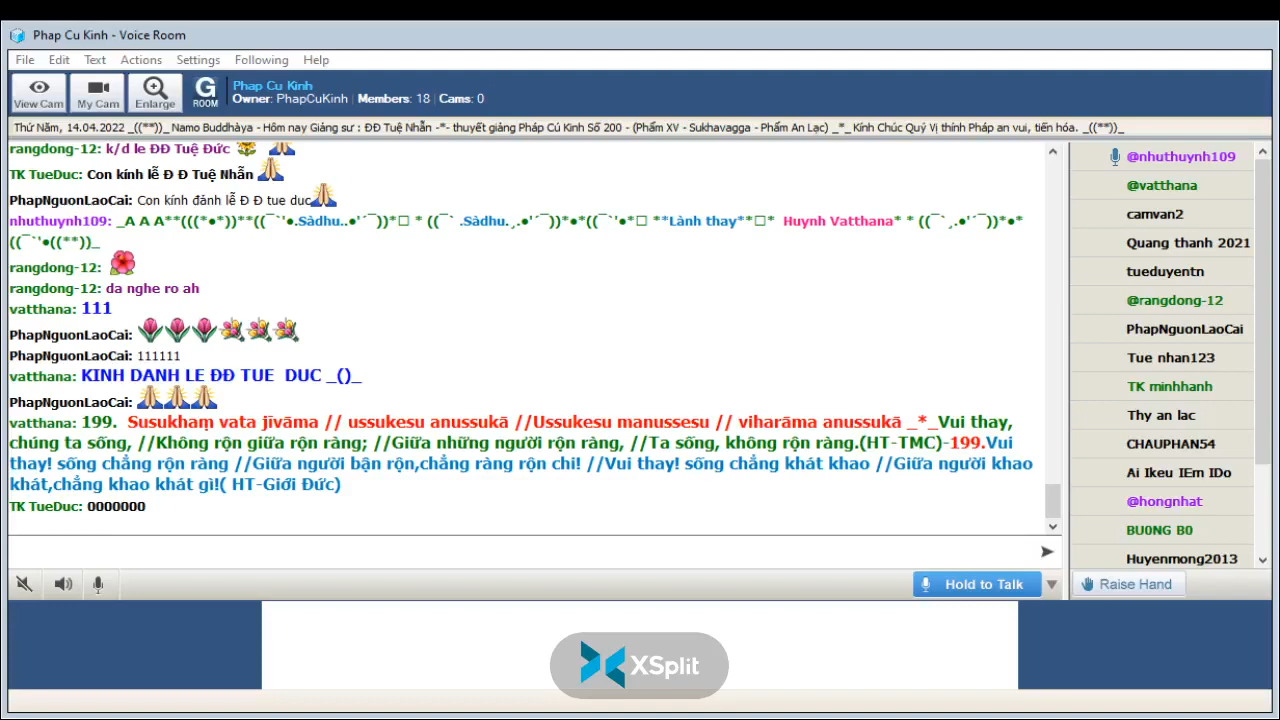 Phap Cu Kinh - Voice Room
File Edit Text Actions Settings Following Help
View Cam My Cam Enlarge G ROOM
Phap Cu Kinh
Owner: PhapCuKinh | Members: 18 | Cams: 0
Thứ Năm, 14.04.2022 _((**))_ Namo Buddhàya - Hôm nay Giảng sư : ĐĐ Tuệ Nhẫn -*- thuyết giảng Pháp Cú Kinh Số 200 - (Phẩm XV - Sukhavagga - Phẩm An Lạc) _*_ Kính Chúc Quý Vị thính Pháp an vui, tiến hóa. _((**))_
rangdong-12: k/d le ĐĐ Tuệ Đức
TK TueDuc: Con kính lễ Đ Đ Tuệ Nhẫn
PhapNguonLaoCai: Con kính đảnh lễ Đ Đ tue duc
nhuthuynh109: _A A A**(((*●*))**((¯`'●.Sàdhu..●'´¯))*●*□ * ((¯` .Sàdhu.¸.●'´¯))*●*((¯`'●*□ **Lành thay**□* Huynh Vatthana* * ((¯`¸.●'´¯))*●*
((¯`'●((**))_
rangdong-12:
rangdong-12: da nghe ro ah
vatthana: 111
PhapNguonLaoCai:
PhapNguonLaoCai: 111111
vatthana: KINH DANH LE ĐĐ TUE DUC _()_
PhapNguonLaoCai:
vatthana: 199. Susukhaṃ vata jīvāma // ussukesu anussukā //Ussukesu manussesu // viharāma anussukā _*_Vui thay,
chúng ta sống, //Không rộn giữa rộn ràng; //Giữa những người rộn ràng, //Ta sống, không rộn ràng.(HT-TMC)-199.Vui
thay! sống chẳng rộn ràng //Giữa người bận rộn,chẳng ràng rộn chi! //Vui thay! sống chẳng khát khao //Giữa người khao
khát,chẳng khao khát gì!( HT-Giới Đức)
TK TueDuc: 0000000
@nhuthuynh109
@vatthana
camvan2
Quang thanh 2021
tueduyentn
@rangdong-12
PhapNguonLaoCai
Tue nhan123
TK minhhanh
Thy an lac
CHAUPHAN54
Ai Ikeu IEm IDo
@hongnhat
BU0NG B0
Huyenmong2013
Hold to Talk
Raise Hand
XSplit